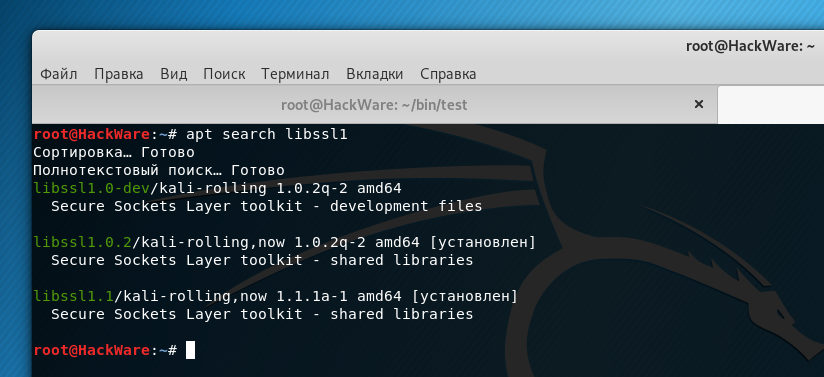 root@HackWare: ~
Файл Правка Вид Поиск Терминал Вкладки Справка
root@HackWare: ~/bin/test ×
root@HackWare:~# apt search libssl1
Сортировка… Готово
Полнотекстовый поиск… Готово
libssl1.0-dev/kali-rolling 1.0.2q-2 amd64
  Secure Sockets Layer toolkit - development files

libssl1.0.2/kali-rolling,now 1.0.2q-2 amd64 [установлен]
  Secure Sockets Layer toolkit - shared libraries

libssl1.1/kali-rolling,now 1.1.1a-1 amd64 [установлен]
  Secure Sockets Layer toolkit - shared libraries

root@HackWare:~#